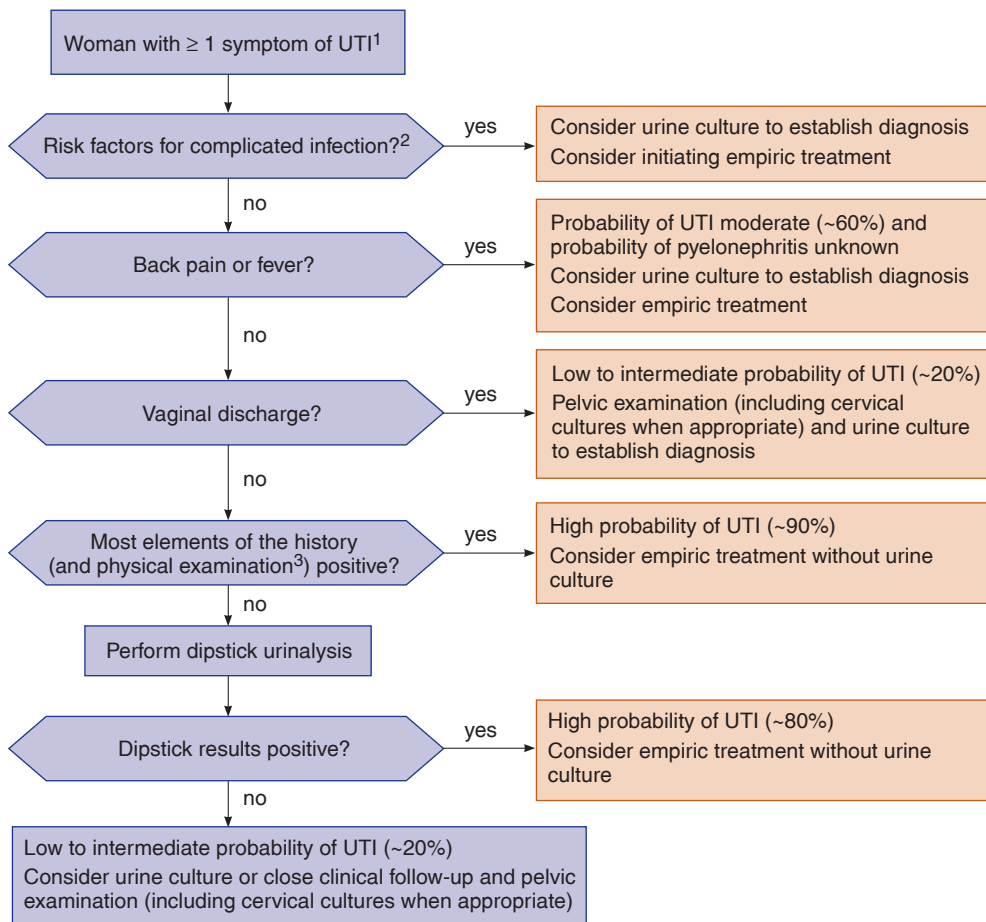 Woman with ≥ 1 symptom of UTI¹
Risk factors for complicated infection?²
yes
Consider urine culture to establish diagnosis
Consider initiating empiric treatment
no
Back pain or fever?
yes
Probability of UTI moderate (~60%) and
probability of pyelonephritis unknown
Consider urine culture to establish diagnosis
Consider empiric treatment
no
Vaginal discharge?
yes
Low to intermediate probability of UTI (~20%)
Pelvic examination (including cervical
cultures when appropriate) and urine culture
to establish diagnosis
no
Most elements of the history
(and physical examination³) positive?
yes
High probability of UTI (~90%)
Consider empiric treatment without urine
culture
no
Perform dipstick urinalysis
Dipstick results positive?
yes
High probability of UTI (~80%)
Consider empiric treatment without urine
culture
no
Low to intermediate probability of UTI (~20%)
Consider urine culture or close clinical follow-up and pelvic
examination (including cervical cultures when appropriate)